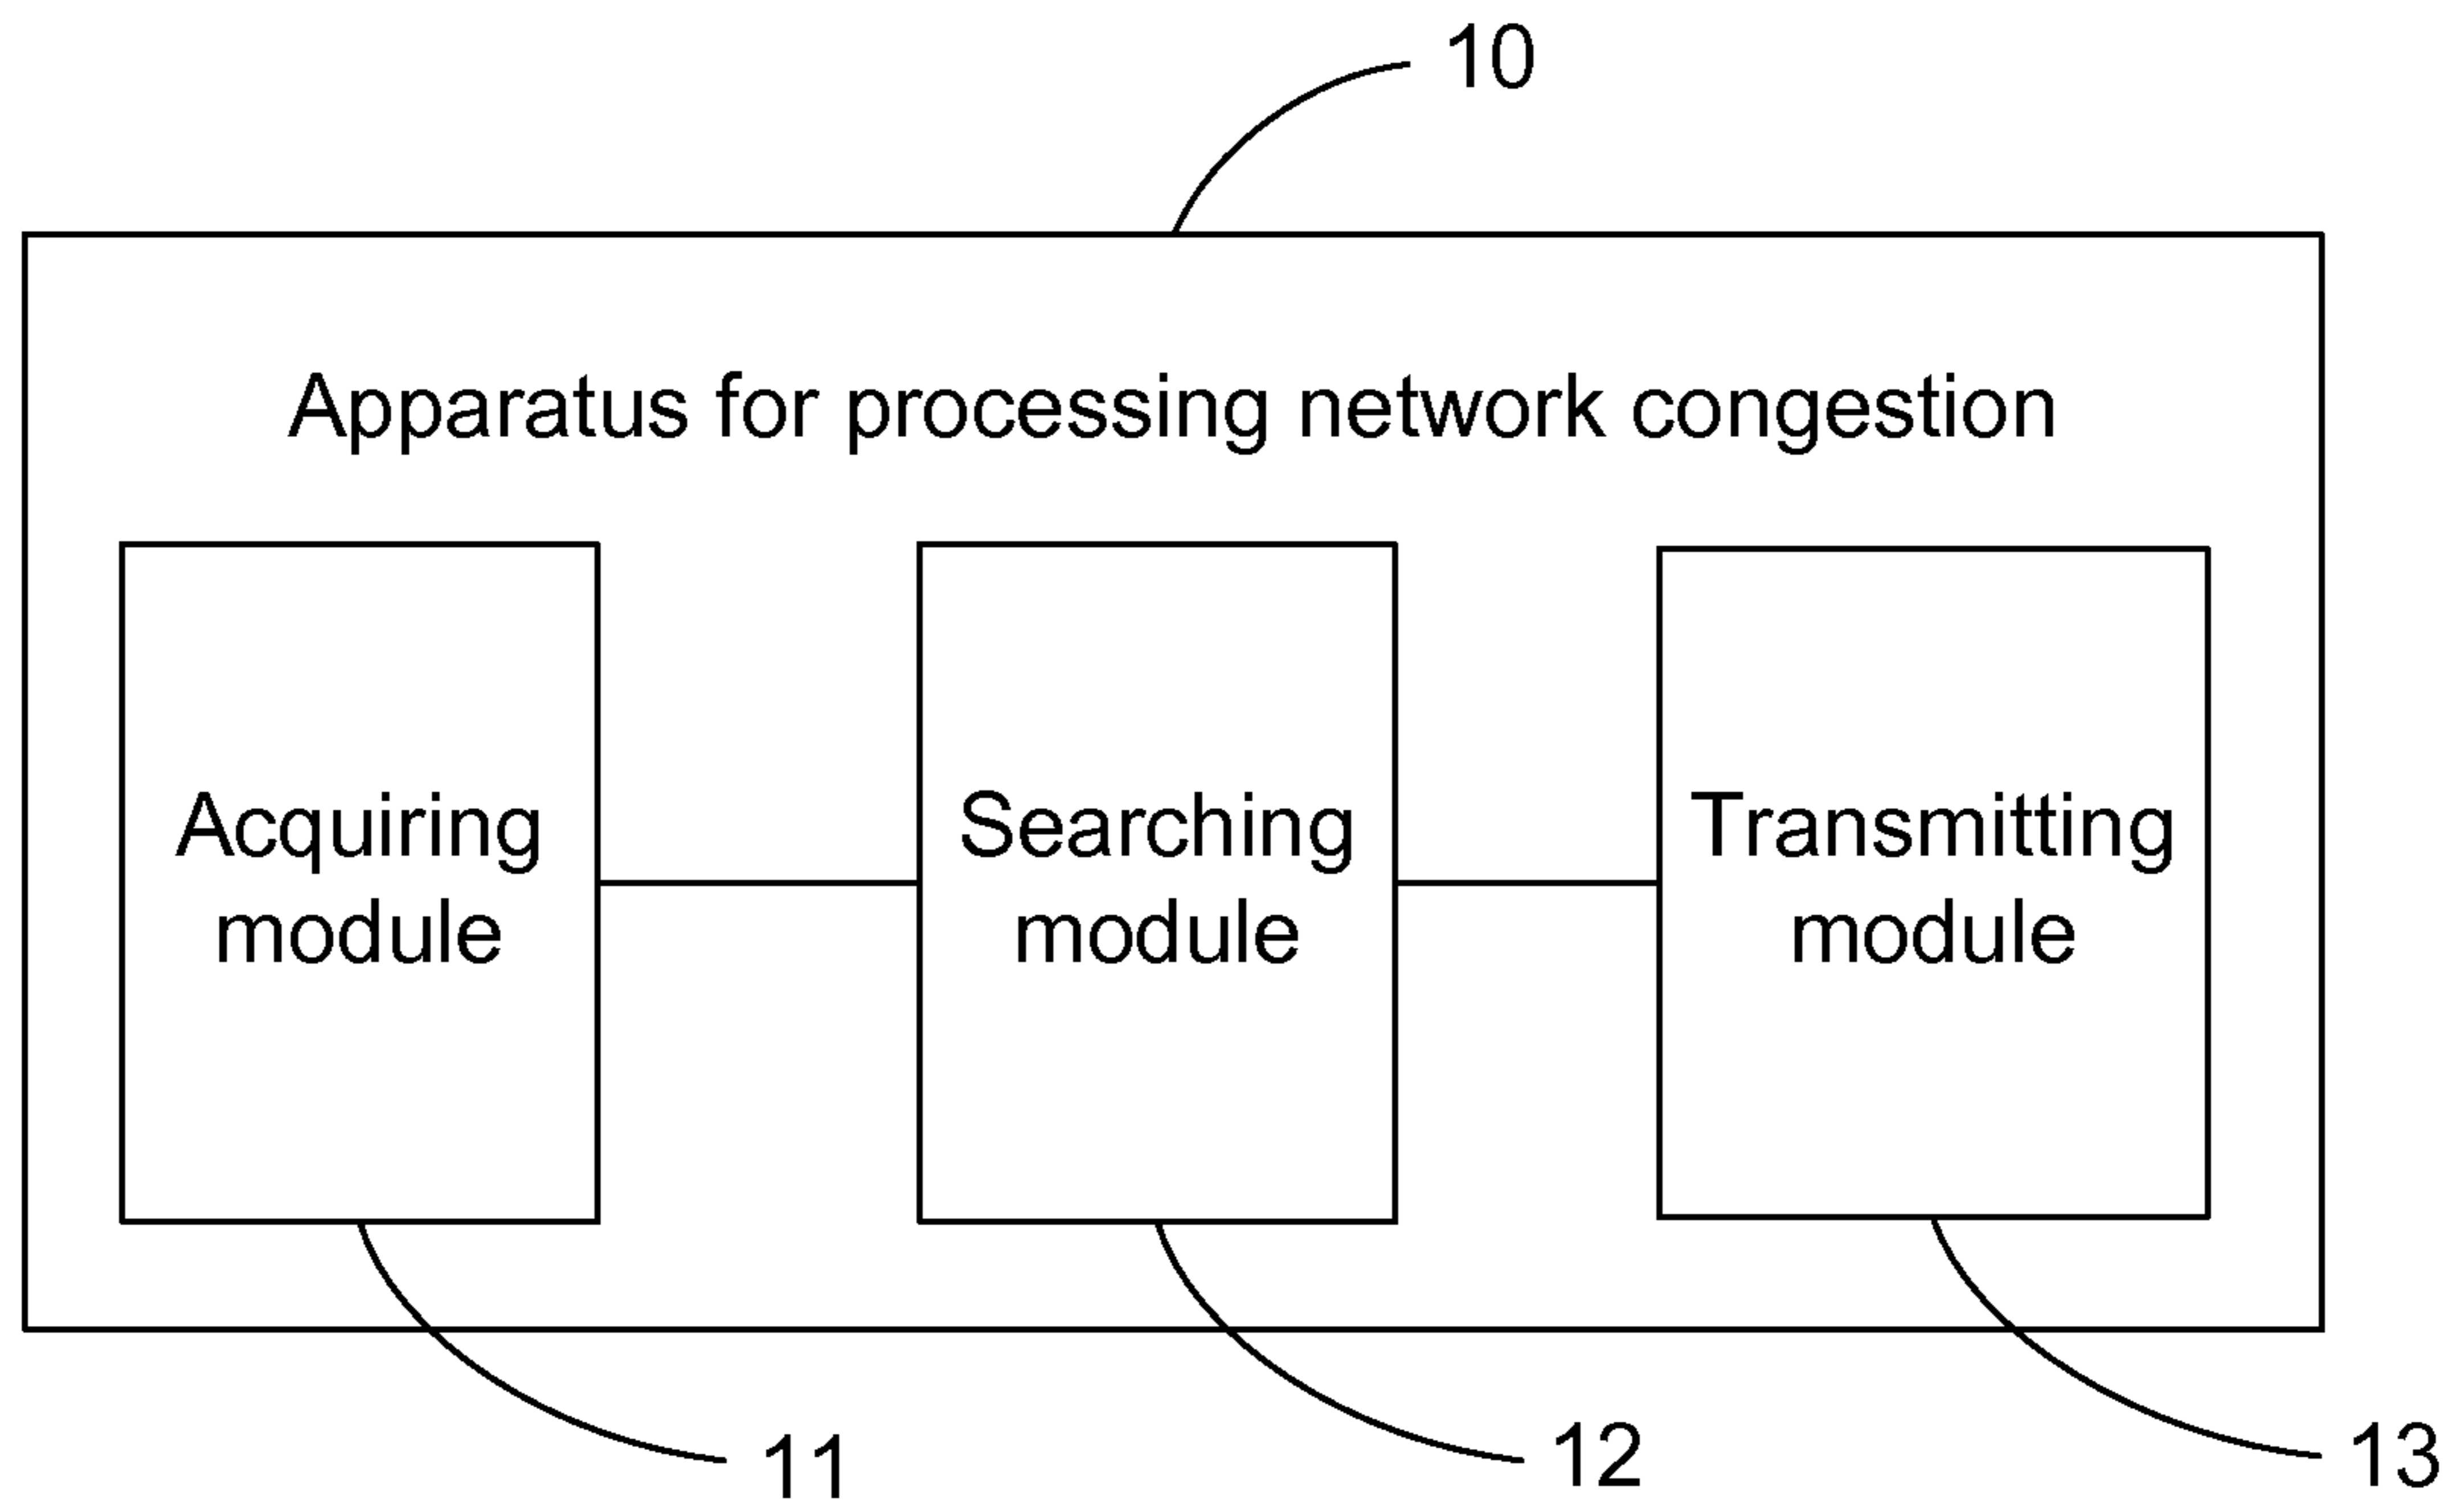 10
Apparatus for processing network congestion
Acquiring
module
Searching
module
Transmitting
module
11
12
13